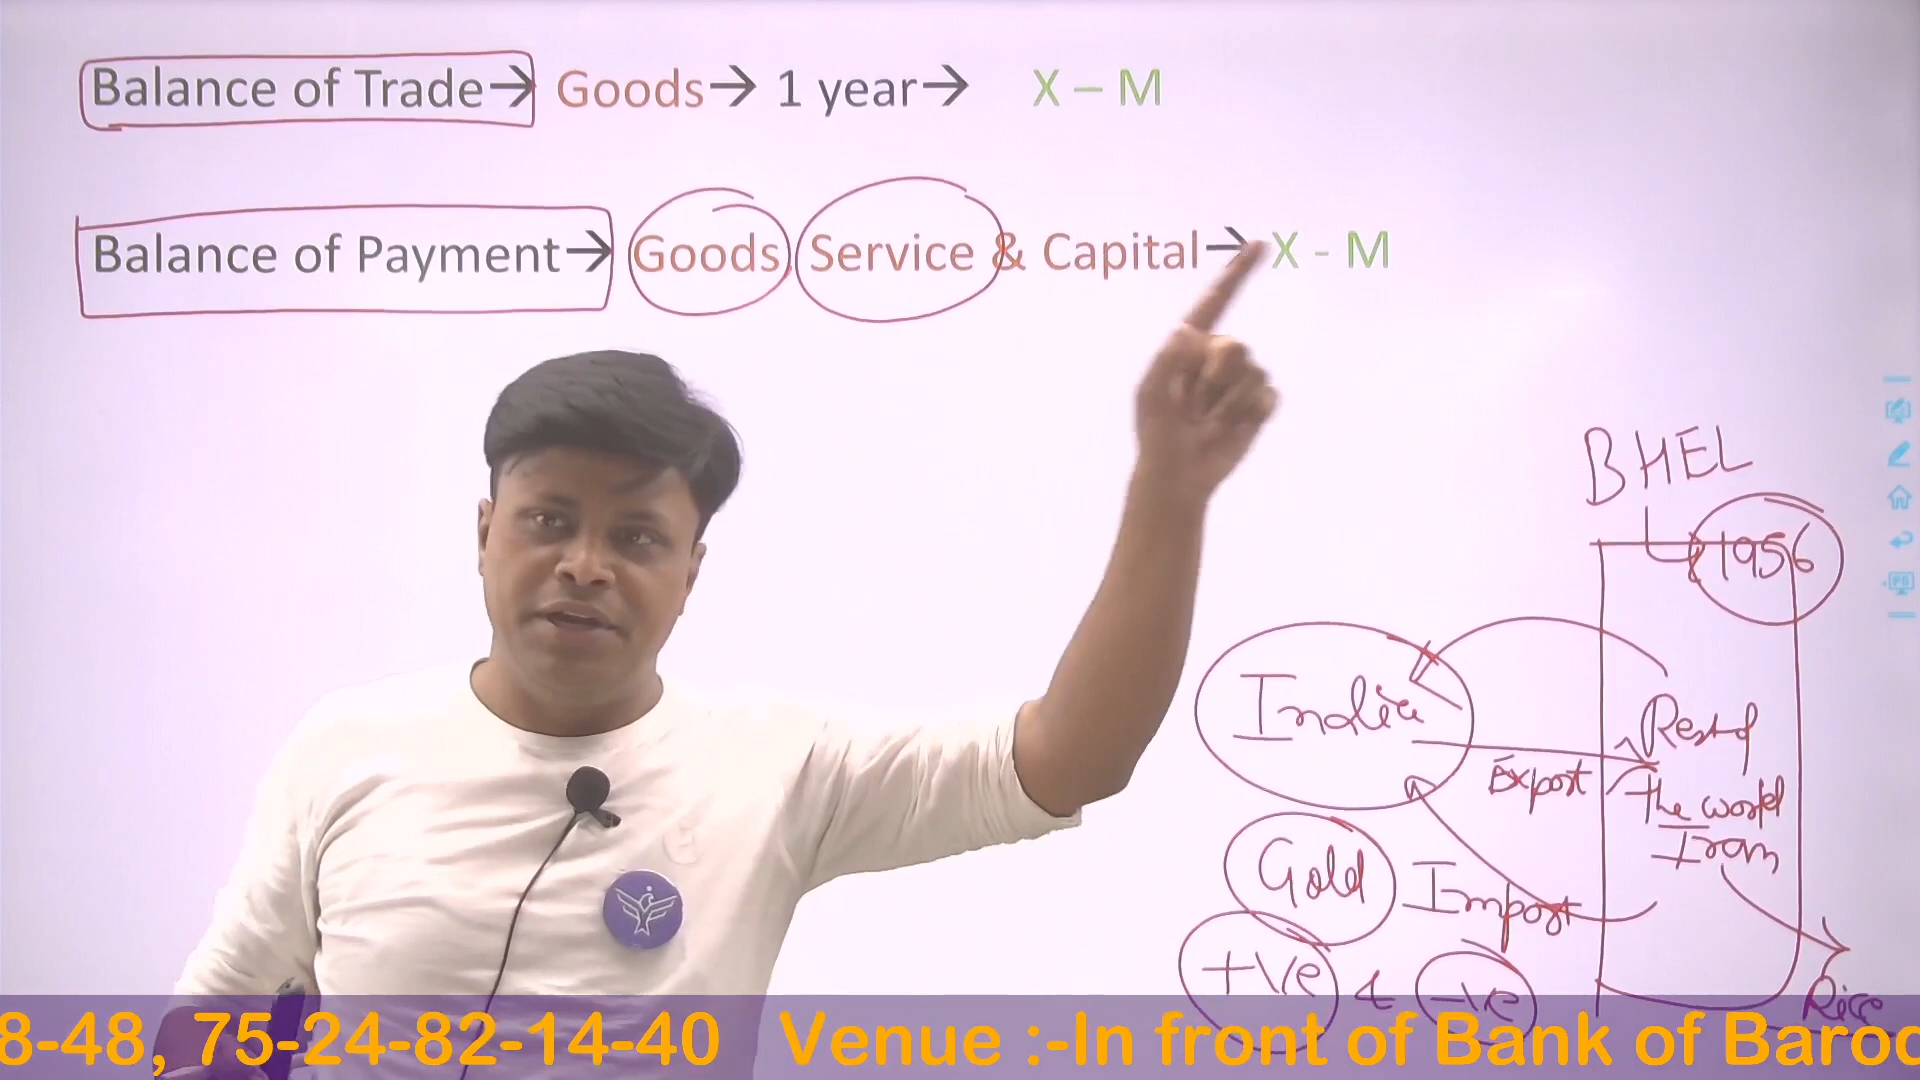 Balance of Trade→ Goods→ 1 year→ X – M
Balance of Payment→ Goods, Service & Capital→ X - M
BHEL
1956
India
Rest of
Export
the world
Iran
Gold
Import
+ve & -ve
Rice
8-48, 75-24-82-14-40 Venue :-In front of Bank of Baroo